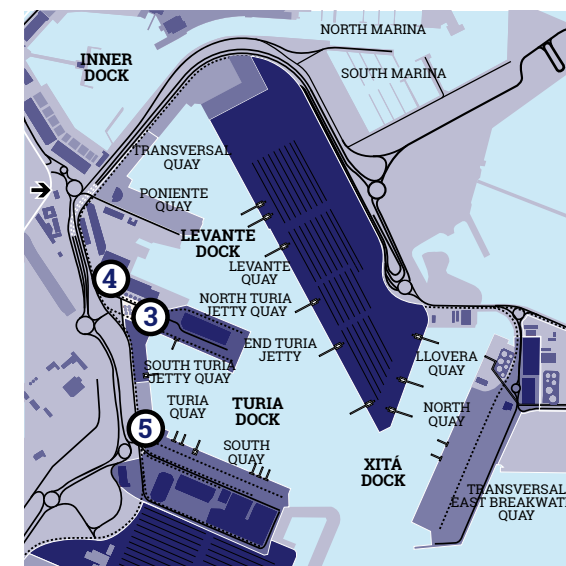 NORTH MARINA
INNER
DOCK
SOUTH MARINA
TRANSVERSAL
QUAY
PONIENTE
QUAY
LEVANTE
DOCK
LEVANTE
QUAY
4
NORTH TURIA
JETTY QUAY
3
END TURIA
JETTY
LLOVERA
QUAY
SOUTH TURIA
JETTY QUAY
TURIA
QUAY
TURIA
DOCK
NORTH
QUAY
5
SOUTH
QUAY
XITÁ
DOCK
TRANSVERSAL
EAST BREAKWAT
QUAY